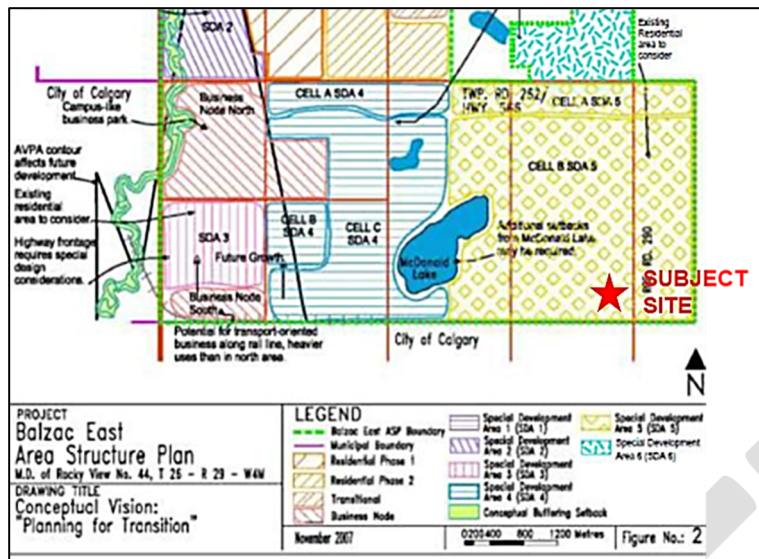 SDA 2
Existing
Residential
area to
consider
City of Calgary
Campus-like
business park.
Business
Node North
CELL A SDA 4
TWP. RD. 252/
HWY 566
CELL A SDA 5
AVPA contour
affects future
development.
CELL B SDA 5
Existing
residential
area to consider.
Highway frontage
requires special
design
considerations.
SDA 3
CELL B
SDA 4
CELL C
SDA 4
Future Growth
McDonald
Lake
Additional setbacks
from McDonald Lake
may be required.
RD. 290
SUBJECT
SITE
Business Node
South
Potential for transport-oriented
business along rail line, heavier
uses than in north area.
City of Calgary
N
PROJECT
Balzac East
Area Structure Plan
M.D. of Rocky View No. 44, T 26 - R 29 - W4M
DRAWING TITLE
Conceptual Vision:
"Planning for Transition"
LEGEND
Balzac East ASP Boundary
Municipal Boundary
Residential Phase 1
Residential Phase 2
Transitional
Business Node
Special Development
Area 1 (SDA 1)
Special Development
Area 2 (SDA 2)
Special Development
Area 3 (SDA 3)
Special Development
Area 4 (SDA 4)
Conceptual Buffering Setback
Special Development
Area 5 (SDA 5)
Special Development
Area 6 (SDA 6)
November 2007
0 200 400 800 1200 Metres
Figure No.: 2